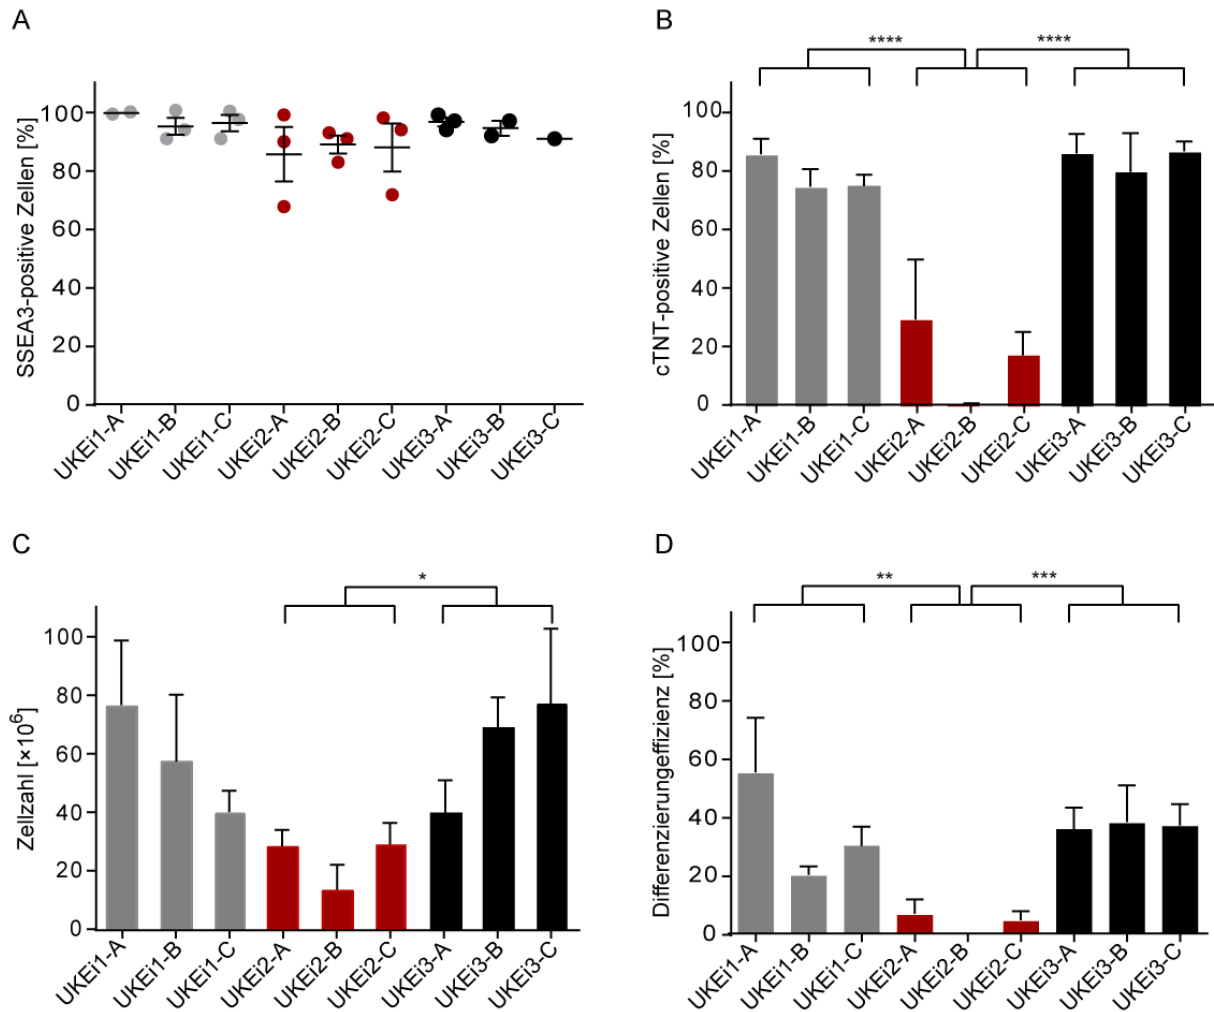 A
SSEA3-positive Zellen [%]
100
80
60
40
20
0
UKEi1-A
UKEi1-B
UKEi1-C
UKEi2-A
UKEi2-B
UKEi2-C
UKEi3-A
UKEi3-B
UKEi3-C
B
**** ****
cTNT-positive Zellen [%]
100
80
60
40
20
0
UKEi1-A
UKEi1-B
UKEi1-C
UKEi2-A
UKEi2-B
UKEi2-C
UKEi3-A
UKEi3-B
UKEi3-C
C
*
Zellzahl [×10⁶]
100
80
60
40
20
0
UKEi1-A
UKEi1-B
UKEi1-C
UKEi2-A
UKEi2-B
UKEi2-C
UKEi3-A
UKEi3-B
UKEi3-C
D
** ***
Differenzierungeffizienz [%]
100
80
60
40
20
0
UKEi1-A
UKEi1-B
UKEi1-C
UKEi2-A
UKEi2-B
UKEi2-C
UKEi3-A
UKEi3-B
UKEi3-C